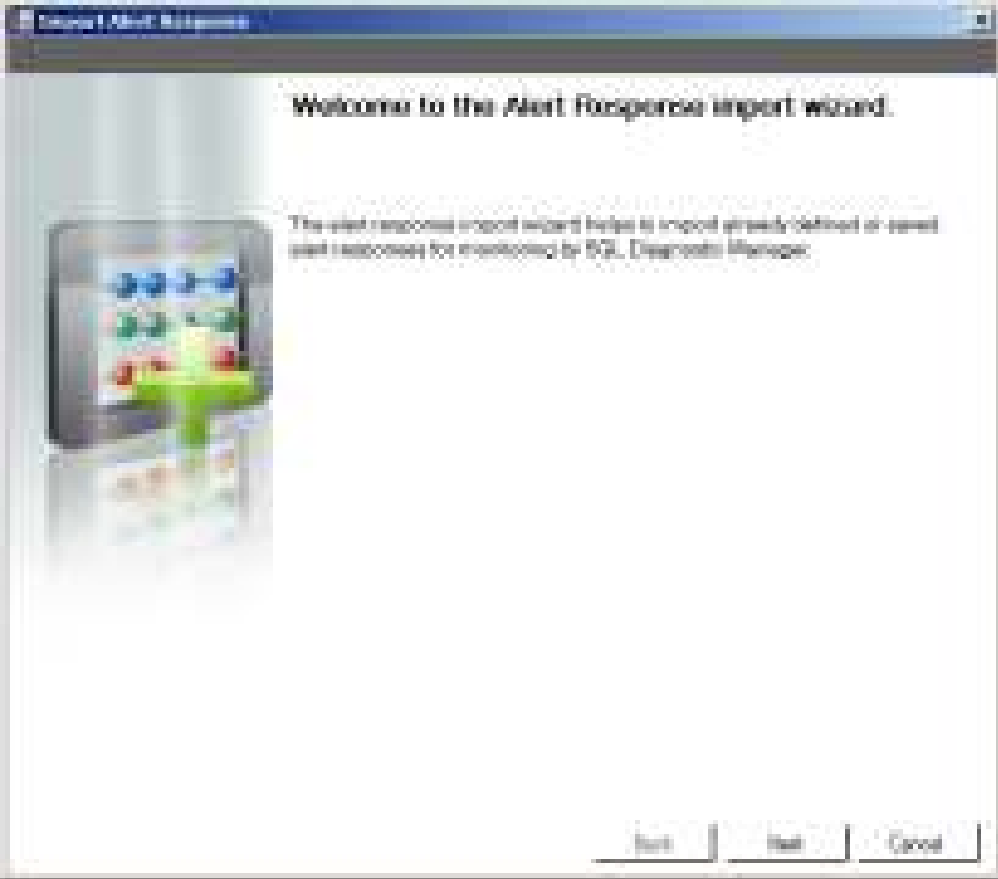 Import Alert Response
Welcome to the Alert Response import wizard.
The alert response import wizard helps to import already defined or saved
alert responses for monitoring by SQL Diagnostic Manager.
Back Next Cancel